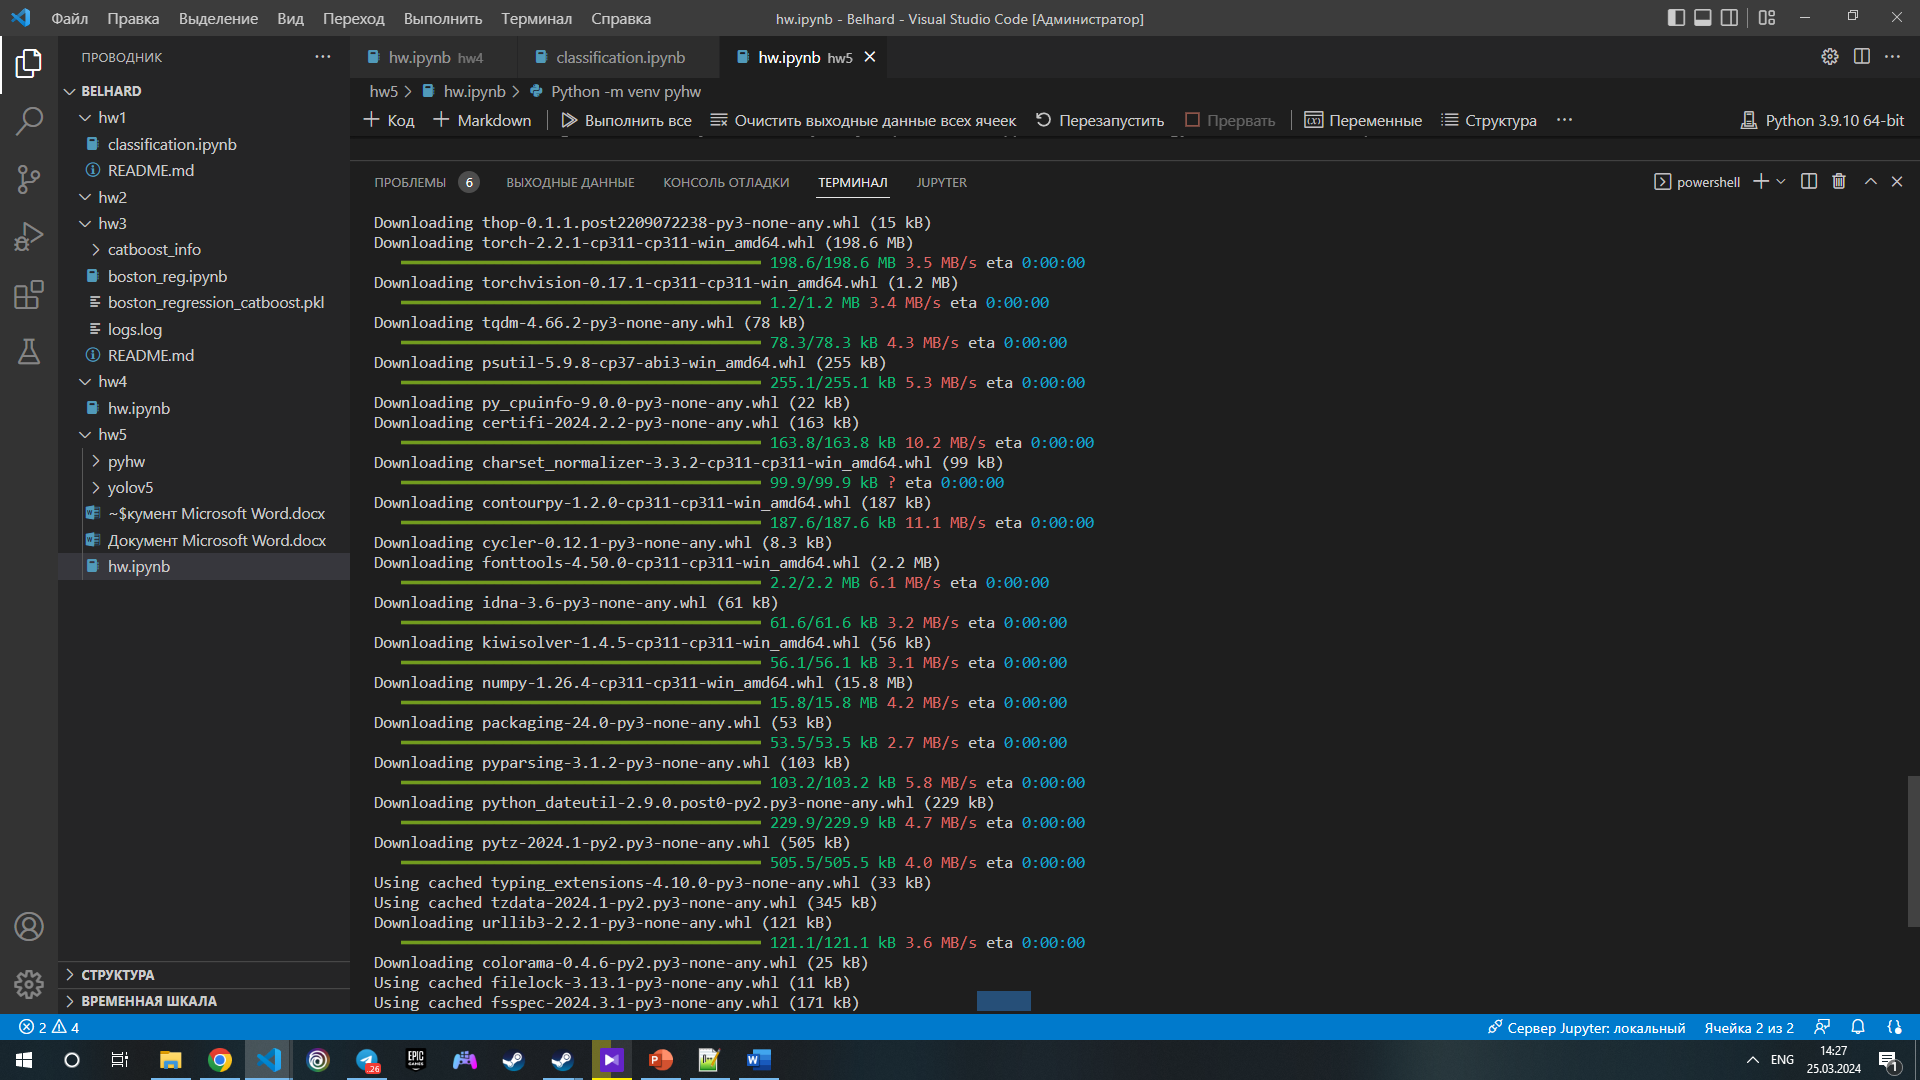 Файл Правка Выделение Вид Переход Выполнить Терминал Справка
hw.ipynb - Belhard - Visual Studio Code [Администратор]
ПРОВОДНИК
BELHARD
hw1
classification.ipynb
README.md
hw2
hw3
catboost_info
boston_reg.ipynb
boston_regression_catboost.pkl
logs.log
README.md
hw4
hw.ipynb
hw5
pyhw
yolov5
~$кумент Microsoft Word.docx
Документ Microsoft Word.docx
hw.ipynb
СТРУКТУРА
ВРЕМЕННАЯ ШКАЛА
hw.ipynb hw4
classification.ipynb
hw.ipynb hw5
hw5 > hw.ipynb > Python -m venv pyhw
+ Код + Markdown Выполнить все Очистить выходные данные всех ячеек Перезапустить Прервать Переменные Структура ... Python 3.9.10 64-bit
ПРОБЛЕМЫ 6 ВЫХОДНЫЕ ДАННЫЕ КОНСОЛЬ ОТЛАДКИ ТЕРМИНАЛ JUPYTER
powershell
Downloading thop-0.1.1.post2209072238-py3-none-any.whl (15 kB)
Downloading torch-2.2.1-cp311-cp311-win_amd64.whl (198.6 MB)
198.6/198.6 MB 3.5 MB/s eta 0:00:00
Downloading torchvision-0.17.1-cp311-cp311-win_amd64.whl (1.2 MB)
1.2/1.2 MB 3.4 MB/s eta 0:00:00
Downloading tqdm-4.66.2-py3-none-any.whl (78 kB)
78.3/78.3 kB 4.3 MB/s eta 0:00:00
Downloading psutil-5.9.8-cp37-abi3-win_amd64.whl (255 kB)
255.1/255.1 kB 5.3 MB/s eta 0:00:00
Downloading py_cpuinfo-9.0.0-py3-none-any.whl (22 kB)
Downloading certifi-2024.2.2-py3-none-any.whl (163 kB)
163.8/163.8 kB 10.2 MB/s eta 0:00:00
Downloading charset_normalizer-3.3.2-cp311-cp311-win_amd64.whl (99 kB)
99.9/99.9 kB ? eta 0:00:00
Downloading contourpy-1.2.0-cp311-cp311-win_amd64.whl (187 kB)
187.6/187.6 kB 11.1 MB/s eta 0:00:00
Downloading cycler-0.12.1-py3-none-any.whl (8.3 kB)
Downloading fonttools-4.50.0-cp311-cp311-win_amd64.whl (2.2 MB)
2.2/2.2 MB 6.1 MB/s eta 0:00:00
Downloading idna-3.6-py3-none-any.whl (61 kB)
61.6/61.6 kB 3.2 MB/s eta 0:00:00
Downloading kiwisolver-1.4.5-cp311-cp311-win_amd64.whl (56 kB)
56.1/56.1 kB 3.1 MB/s eta 0:00:00
Downloading numpy-1.26.4-cp311-cp311-win_amd64.whl (15.8 MB)
15.8/15.8 MB 4.2 MB/s eta 0:00:00
Downloading packaging-24.0-py3-none-any.whl (53 kB)
53.5/53.5 kB 2.7 MB/s eta 0:00:00
Downloading pyparsing-3.1.2-py3-none-any.whl (103 kB)
103.2/103.2 kB 5.8 MB/s eta 0:00:00
Downloading python_dateutil-2.9.0.post0-py2.py3-none-any.whl (229 kB)
229.9/229.9 kB 4.7 MB/s eta 0:00:00
Downloading pytz-2024.1-py2.py3-none-any.whl (505 kB)
505.5/505.5 kB 4.0 MB/s eta 0:00:00
Using cached typing_extensions-4.10.0-py3-none-any.whl (33 kB)
Using cached tzdata-2024.1-py2.py3-none-any.whl (345 kB)
Downloading urllib3-2.2.1-py3-none-any.whl (121 kB)
121.1/121.1 kB 3.6 MB/s eta 0:00:00
Downloading colorama-0.4.6-py2.py3-none-any.whl (25 kB)
Using cached filelock-3.13.1-py3-none-any.whl (11 kB)
Using cached fsspec-2024.3.1-py3-none-any.whl (171 kB)
2 4
Сервер Jupyter: локальный Ячейка 2 из 2
.26
EPIC
ENG
14:27
25.03.2024
1